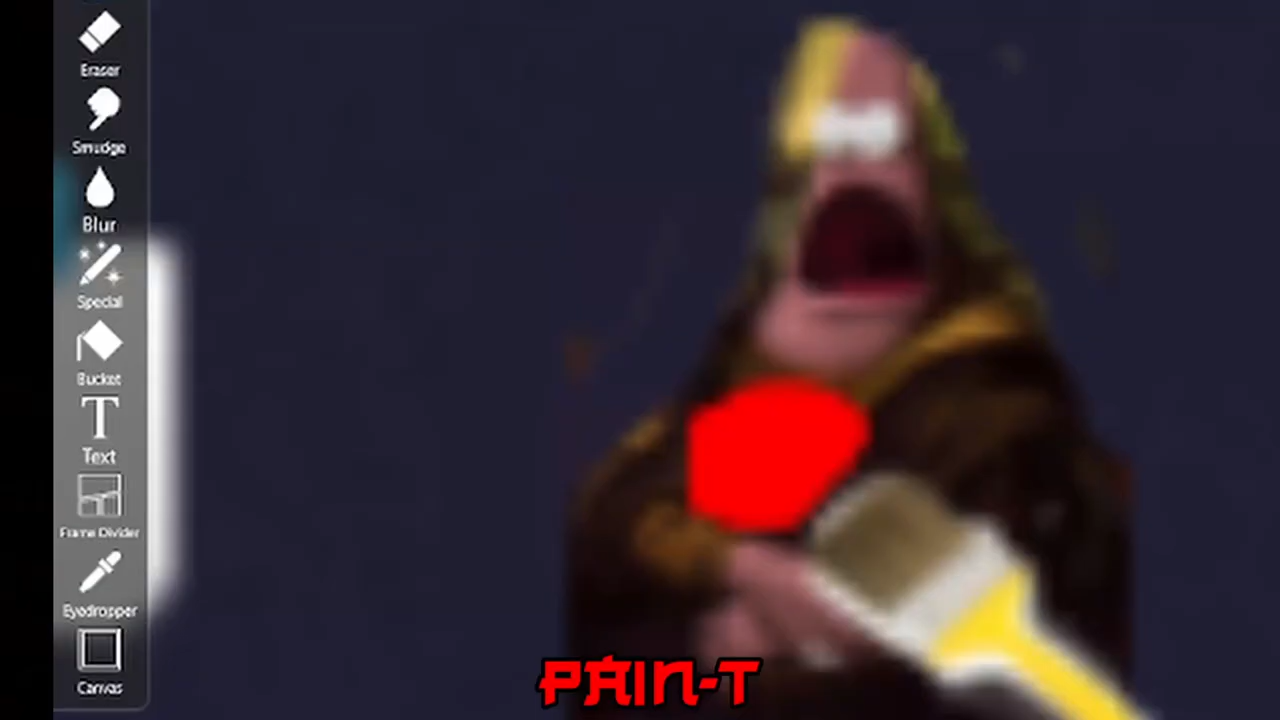 Eraser
Smudge
Blur
Special
Bucket
Text
Frame Divider
Eyedropper
Canvas
PAIN-T